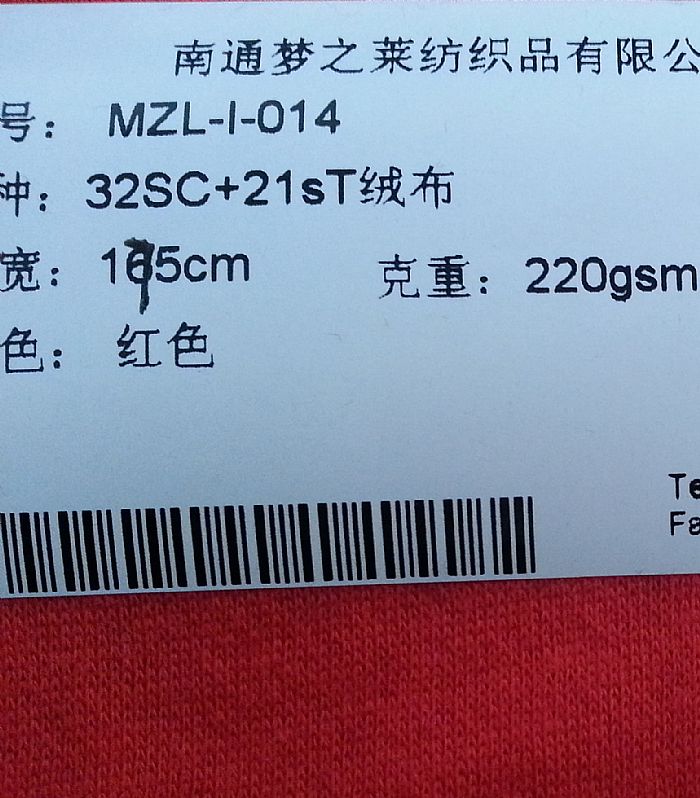 南通梦之莱纺织品有限公
号： MZL-I-014
种：32SC+21sT绒布
宽：1 5cm 克重：220gsm
色： 红色
Te
Fa